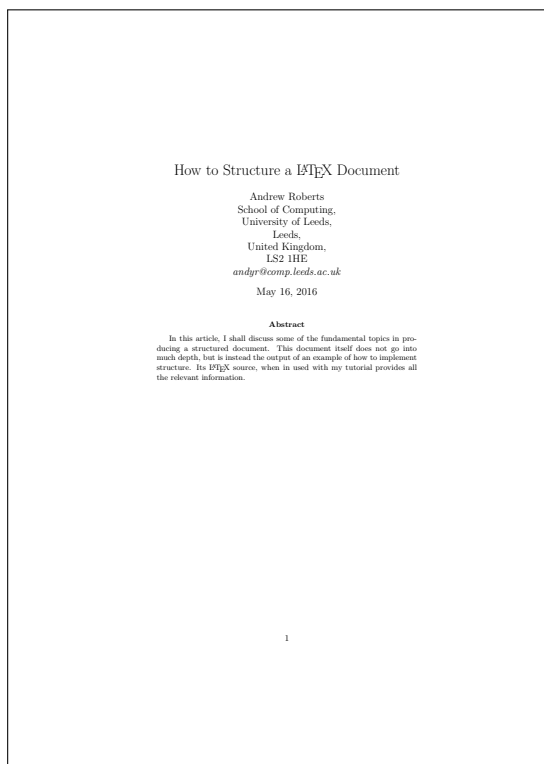 How to Structure a LATEX Document
Andrew Roberts
School of Computing,
University of Leeds,
Leeds,
United Kingdom,
LS2 1HE
andyr@comp.leeds.ac.uk
May 16, 2016
Abstract
In this article, I shall discuss some of the fundamental topics in pro-
ducing a structured document. This document itself does not go into
much depth, but is instead the output of an example of how to implement
structure. Its LATEX source, when in used with my tutorial provides all
the relevant information.
1